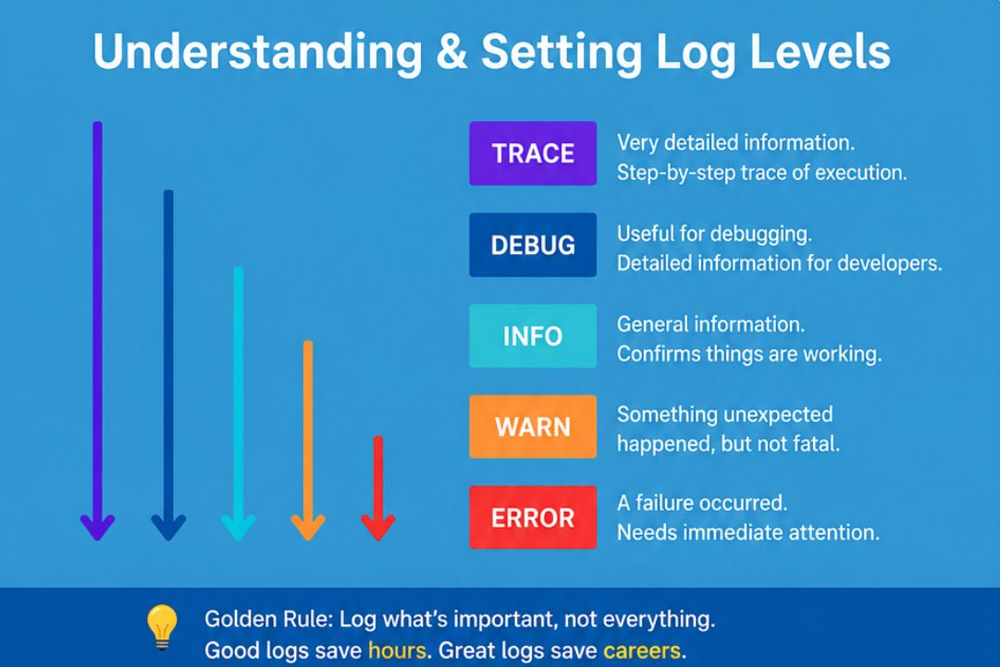 Understanding & Setting Log Levels
TRACE
Very detailed information.
Step-by-step trace of execution.
DEBUG
Useful for debugging.
Detailed information for developers.
INFO
General information.
Confirms things are working.
WARN
Something unexpected
happened, but not fatal.
ERROR
A failure occurred.
Needs immediate attention.
Golden Rule: Log what's important, not everything.
Good logs save hours. Great logs save careers.